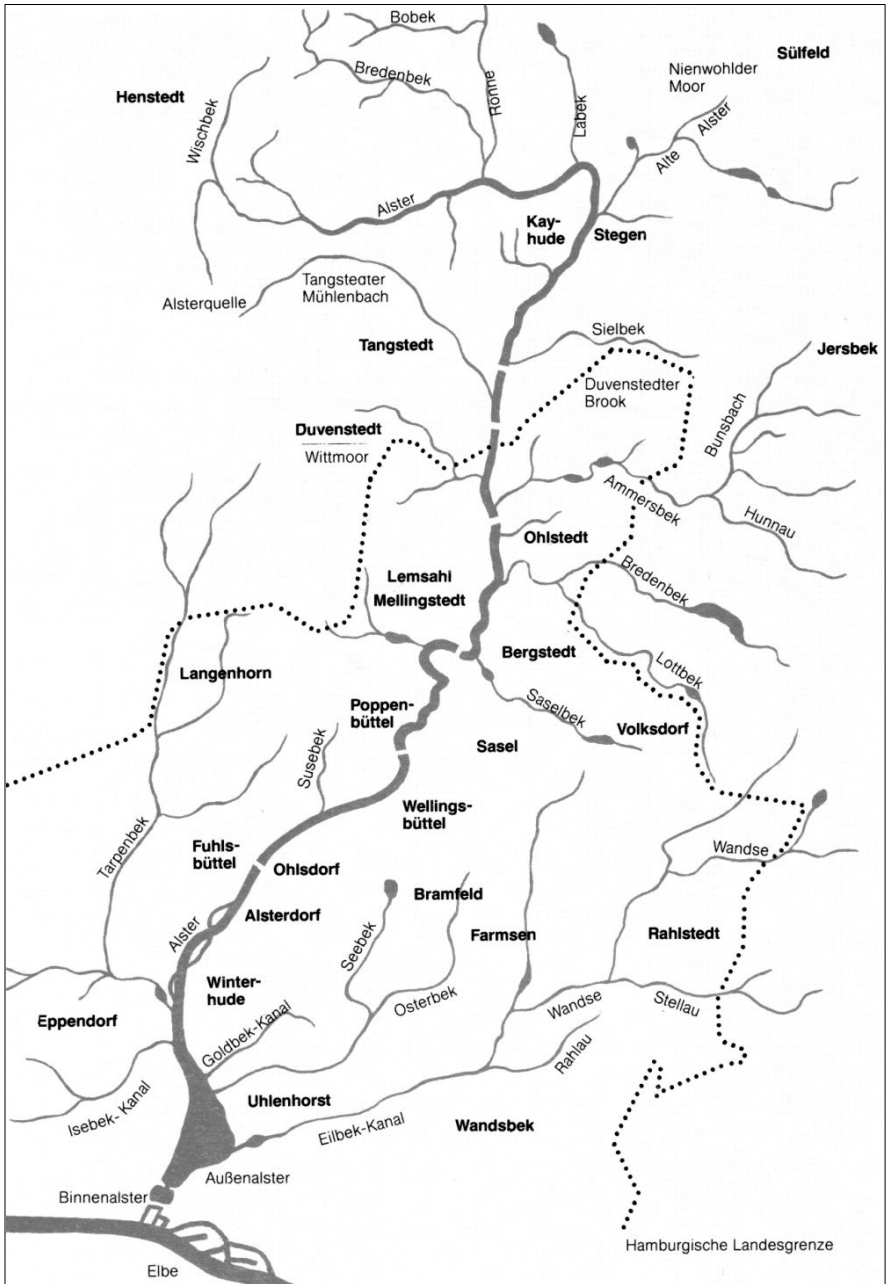 Bobek
Sülfeld
Bredenbek
Nienwohlder
Moor
Henstedt
Rönne
Labek
Wischbek
Alte Alster
Alster
Kay-
hude
Stegen
Alsterquelle
Tangstedter
Mühlenbach
Tangstedt
Sielbek
Jersbek
Duvenstedter
Brook
Bunsbach
Duvenstedt
Wittmoor
Ammersbek
Hunnau
Ohlstedt
Bredenbek
Lemsahl
Mellingstedt
Bergstedt
Lottbek
Langenhorn
Poppen-
büttel
Saselbek
Volksdorf
Susebek
Sasel
Wellings-
büttel
Tarpenbek
Fuhls-
büttel
Ohlsdorf
Wandse
Bramfeld
Alster
Alsterdorf
Seebek
Farmsen
Rahlstedt
Winter-
hude
Osterbek
Wandse
Stellau
Eppendorf
Goldbek-Kanal
Rahlau
Isebek-Kanal
Uhlenhorst
Eilbek-Kanal
Wandsbek
Außenalster
Binnenalster
Hamburgische Landesgrenze
Elbe